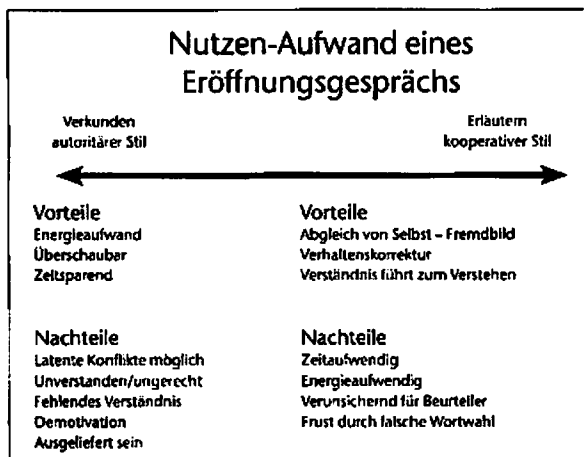 Nutzen-Aufwand eines
Eröffnungsgesprächs
Verkunden
autoritärer Stil
Erläutern
kooperativer Stil
Vorteile
Energieaufwand
Überschaubar
Zeitsparend
Vorteile
Abgleich von Selbst – Fremdbild
Verhaltenskorrektur
Verständnis führt zum Verstehen
Nachteile
Latente Konflikte möglich
Unverstanden/ungerecht
Fehlendes Verständnis
Demotivation
Ausgeliefert sein
Nachteile
Zeitaufwendig
Energieaufwendig
Verunsichernd für Beurteiler
Frust durch falsche Wortwahl